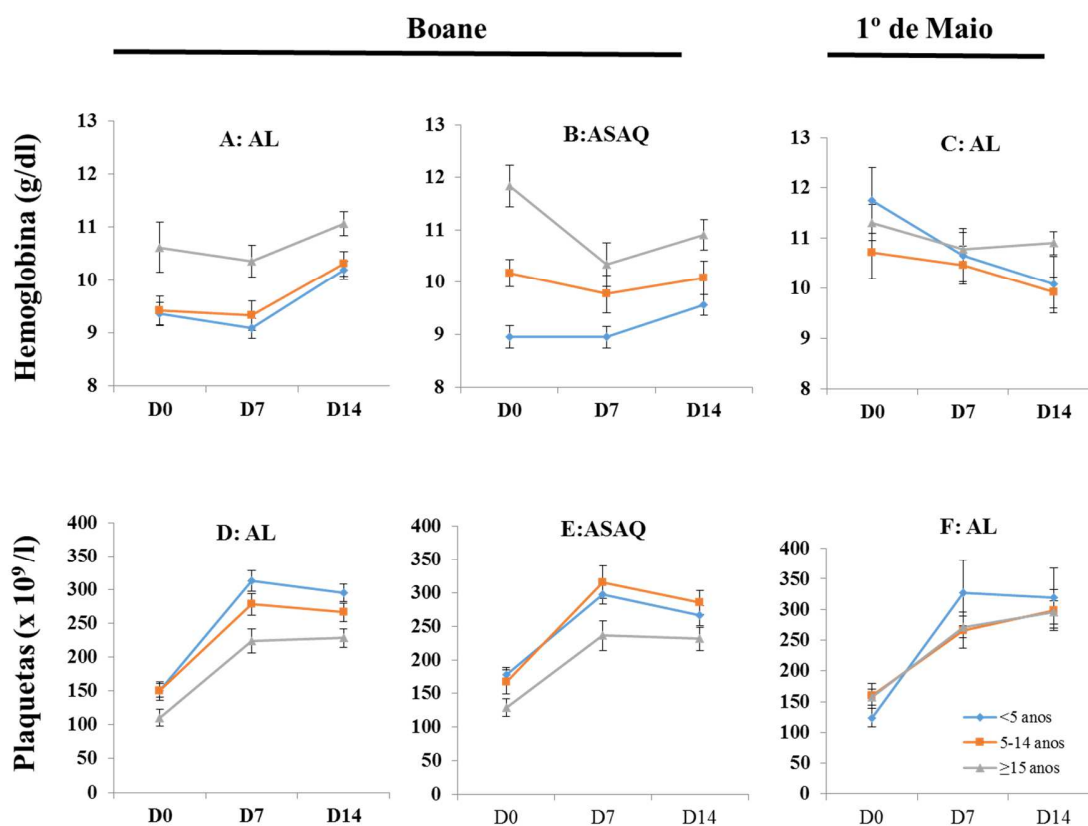 Boane
1º de Maio
Hemoglobina (g/dl)
A: AL
13
12
11
10
9
8
D0 D7 D14
B:ASAQ
13
12
11
10
9
8
D0 D7 D14
C: AL
13
12
11
10
9
8
D0 D7 D14
Plaquetas (x 10⁹/l)
D: AL
400
350
300
250
200
150
100
50
0
D0 D7 D14
E:ASAQ
400
350
300
250
200
150
100
50
0
D0 D7 D14
F: AL
400
350
300
250
200
150
100
50
0
D0 D7 D14
<5 anos
5-14 anos
≥15 anos